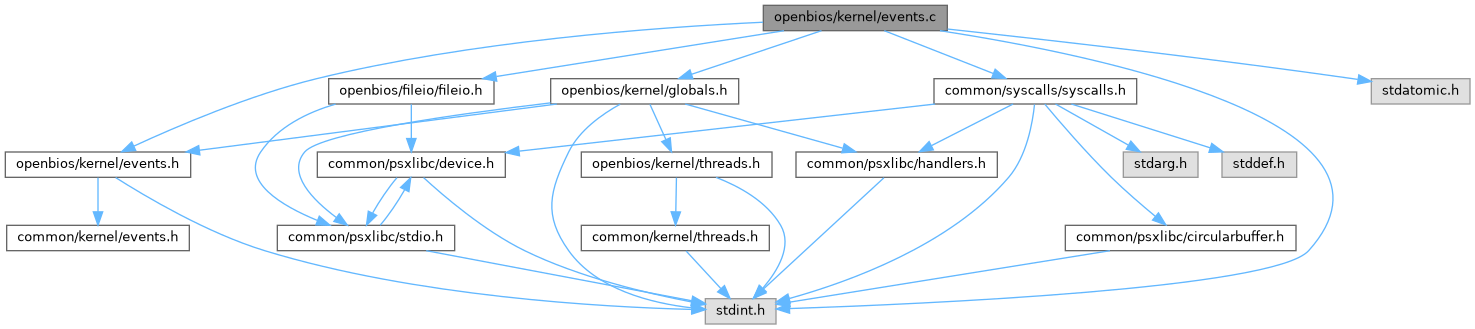 openbios/kernel/events.c
openbios/fileio/fileio.h
openbios/kernel/globals.h
common/syscalls/syscalls.h
stdatomic.h
openbios/kernel/events.h
common/psxlibc/device.h
openbios/kernel/threads.h
common/psxlibc/handlers.h
stdarg.h
stddef.h
common/kernel/events.h
common/psxlibc/stdio.h
common/kernel/threads.h
common/psxlibc/circularbuffer.h
stdint.h